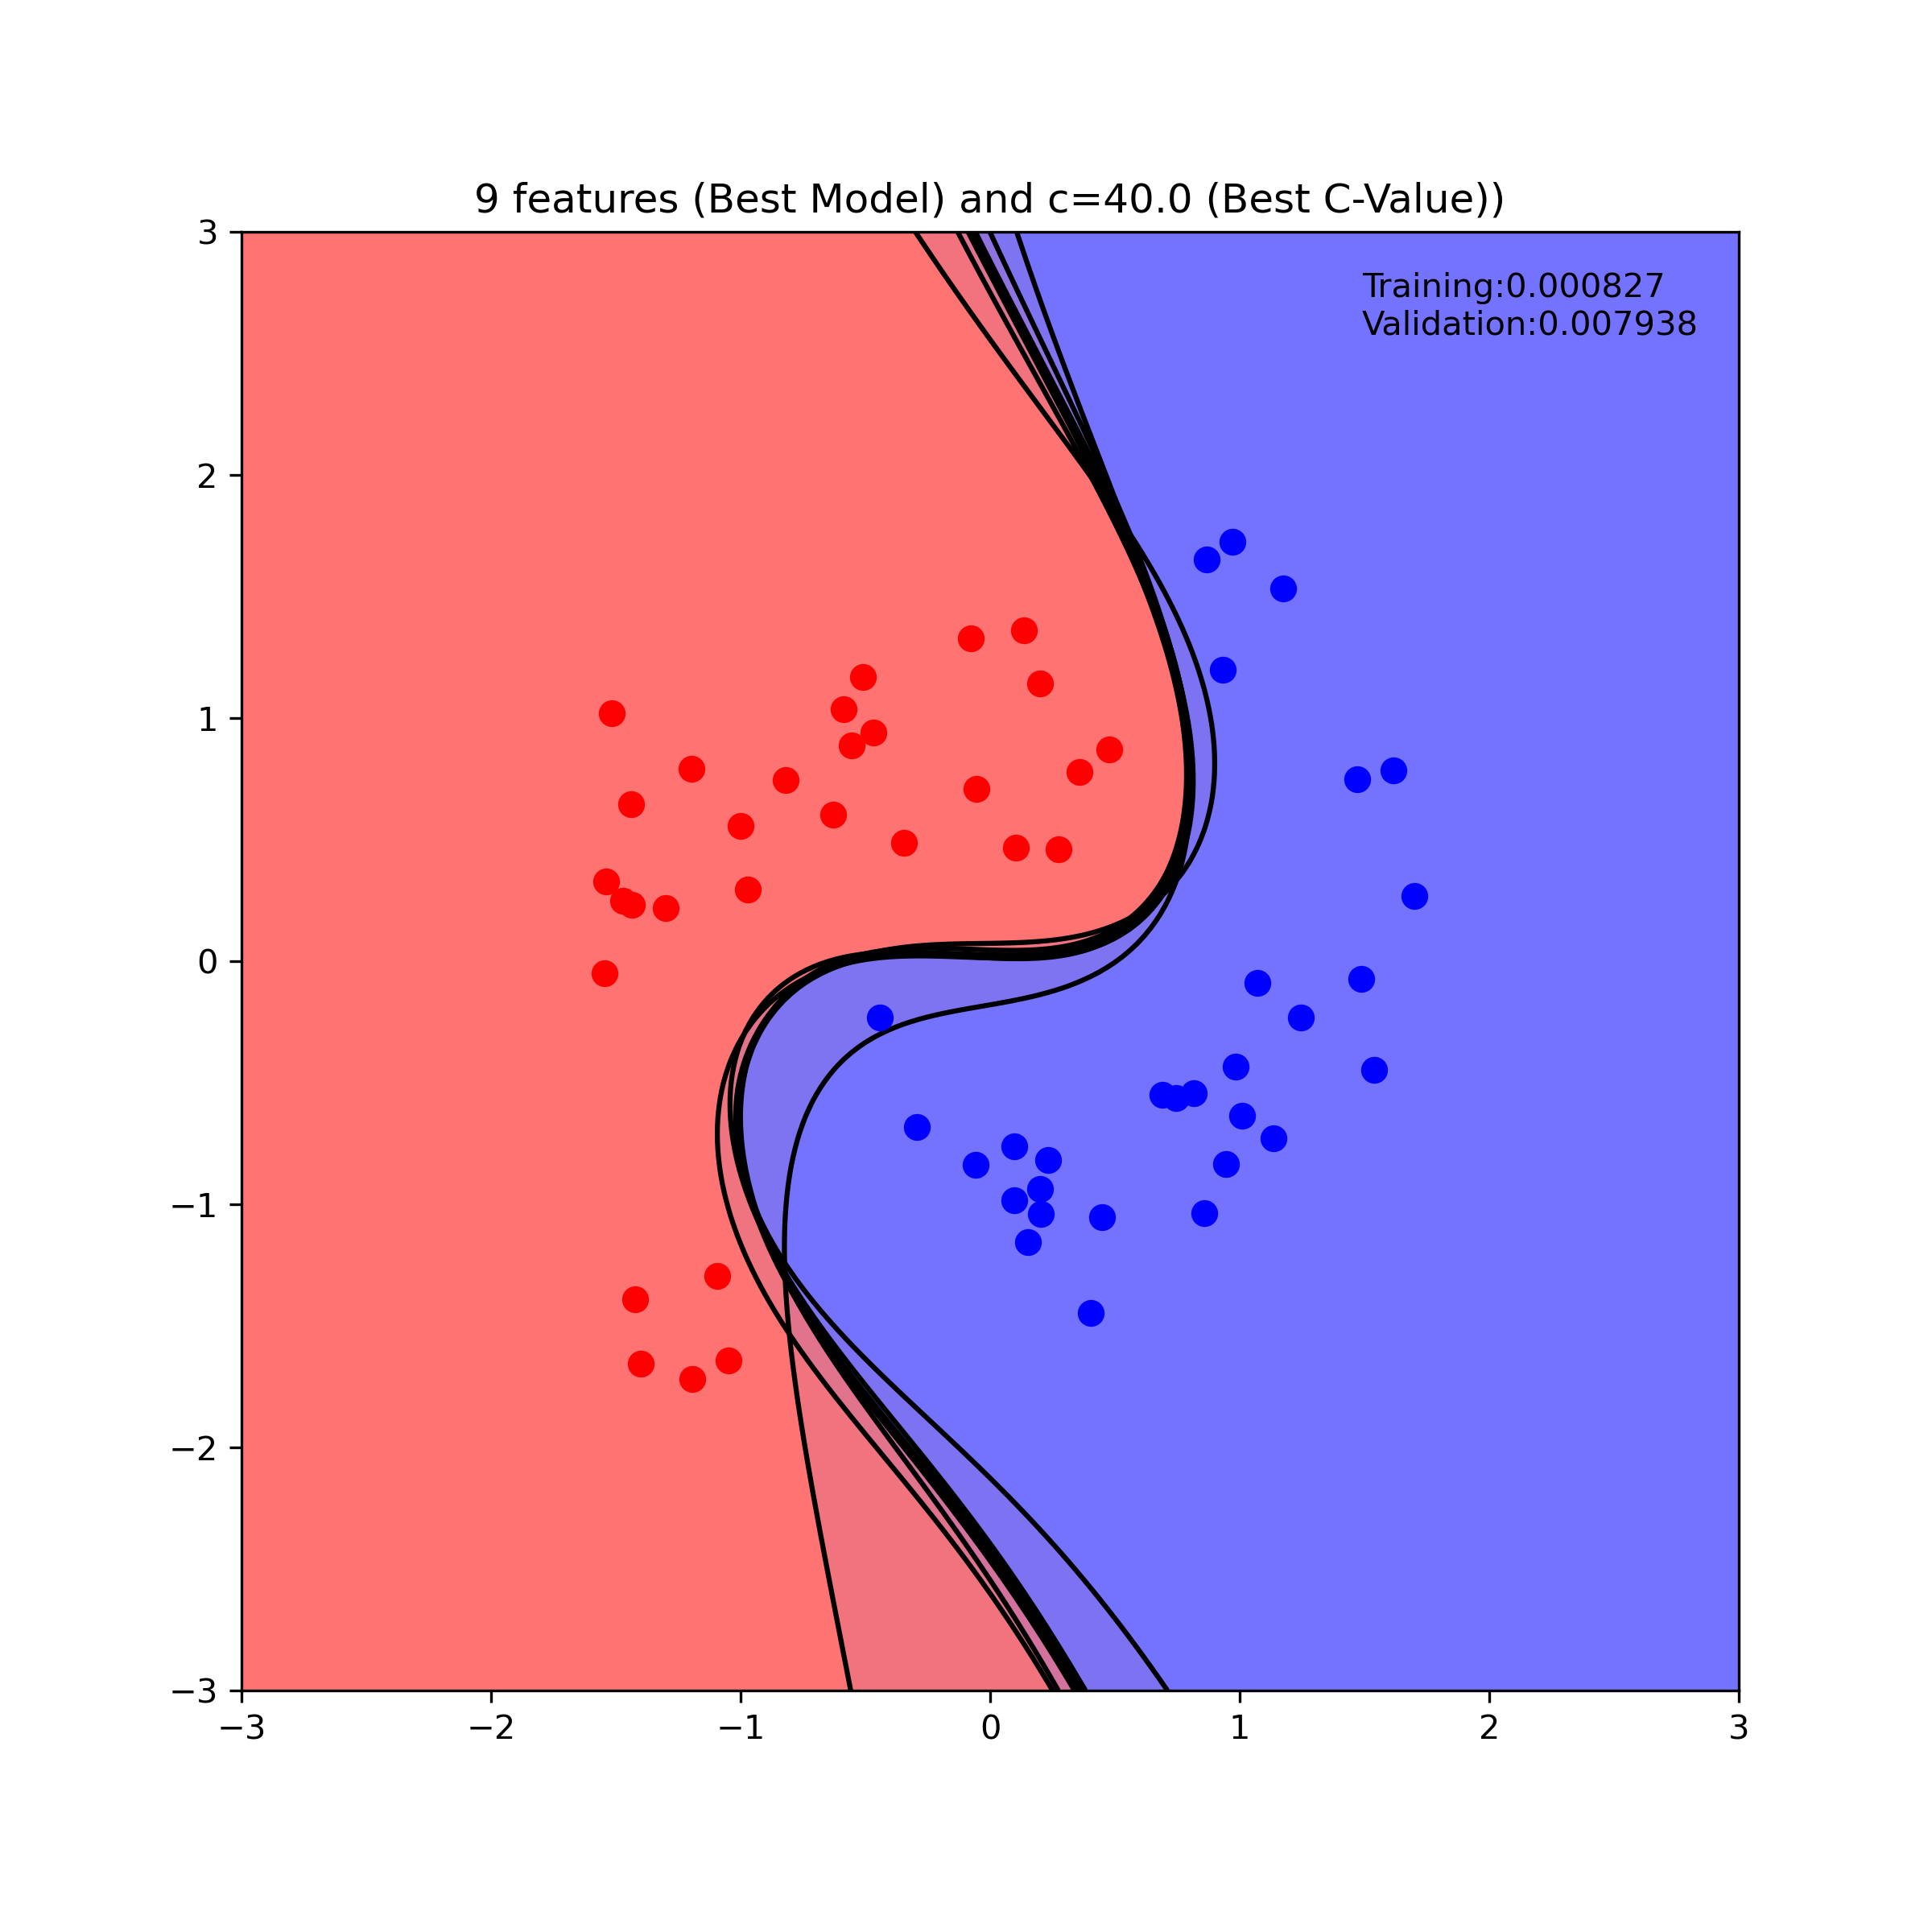 9 features (Best Model) and c=40.0 (Best C-Value))
Training:0.000827
Validation:0.007938
3
2
1
0
−1
−2
−3
−3 −2 −1 0 1 2 3